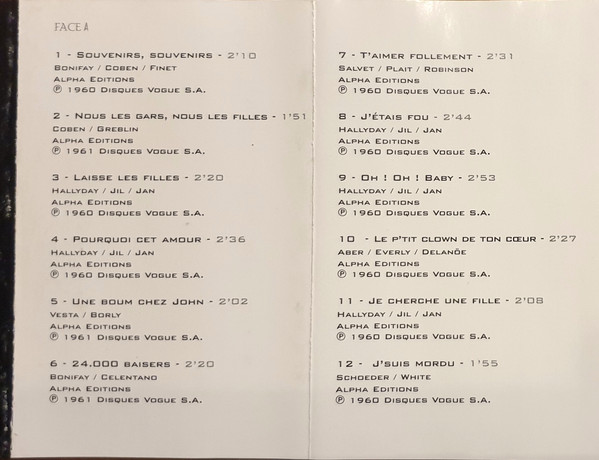 FACE A
1 - Souvenirs, souvenirs - 2'10
Bonifay / Coben / Finet
Alpha Editions
℗ 1960 Disques Vogue S.A.
2 - Nous les gars, nous les filles - 1'51
Coben / Greblin
Alpha Editions
℗ 1961 Disques Vogue S.A.
3 - Laisse les filles - 2'20
Hallyday / Jil / Jan
Alpha Editions
℗ 1960 Disques Vogue S.A.
4 - Pourquoi cet amour - 2'36
Hallyday / Jil / Jan
Alpha Editions
℗ 1960 Disques Vogue S.A.
5 - Une boum chez John - 2'02
Vesta / Borly
Alpha Editions
℗ 1961 Disques Vogue S.A.
6 - 24.000 baisers - 2'20
Bonifay / Celentano
Alpha Editions
℗ 1961 Disques Vogue S.A.
7 - T'aimer follement - 2'31
Salvet / Plait / Robinson
Alpha Editions
℗ 1960 Disques Vogue S.A.
8 - J'étais fou - 2'44
Hallyday / Jil / Jan
Alpha Editions
℗ 1960 Disques Vogue S.A.
9 - Oh ! Oh ! Baby - 2'53
Hallyday / Jil / Jan
Alpha Editions
℗ 1960 Disques Vogue S.A.
10 - Le p'tit clown de ton cœur - 2'27
Aber / Everly / Delanöe
Alpha Editions
℗ 1960 Disques Vogue S.A.
11 - Je cherche une fille - 2'08
Hallyday / Jil / Jan
Alpha Editions
℗ 1960 Disques Vogue S.A.
12 - J'suis mordu - 1'55
Schoeder / White
Alpha Editions
℗ 1960 Disques Vogue S.A.